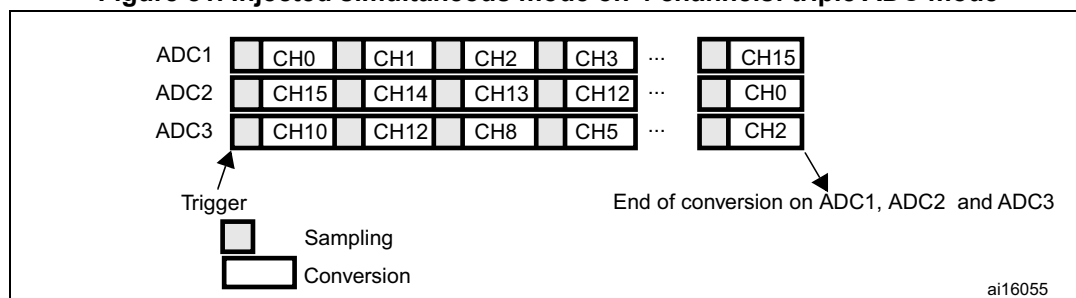 Injected simultaneous mode on 4 channels: triple ADC mode
ADC1 CH0 CH1 CH2 CH3 ... CH15
ADC2 CH15 CH14 CH13 CH12 ... CH0
ADC3 CH10 CH12 CH8 CH5 ... CH2
Trigger
End of conversion on ADC1, ADC2 and ADC3
Sampling
Conversion
ai16055